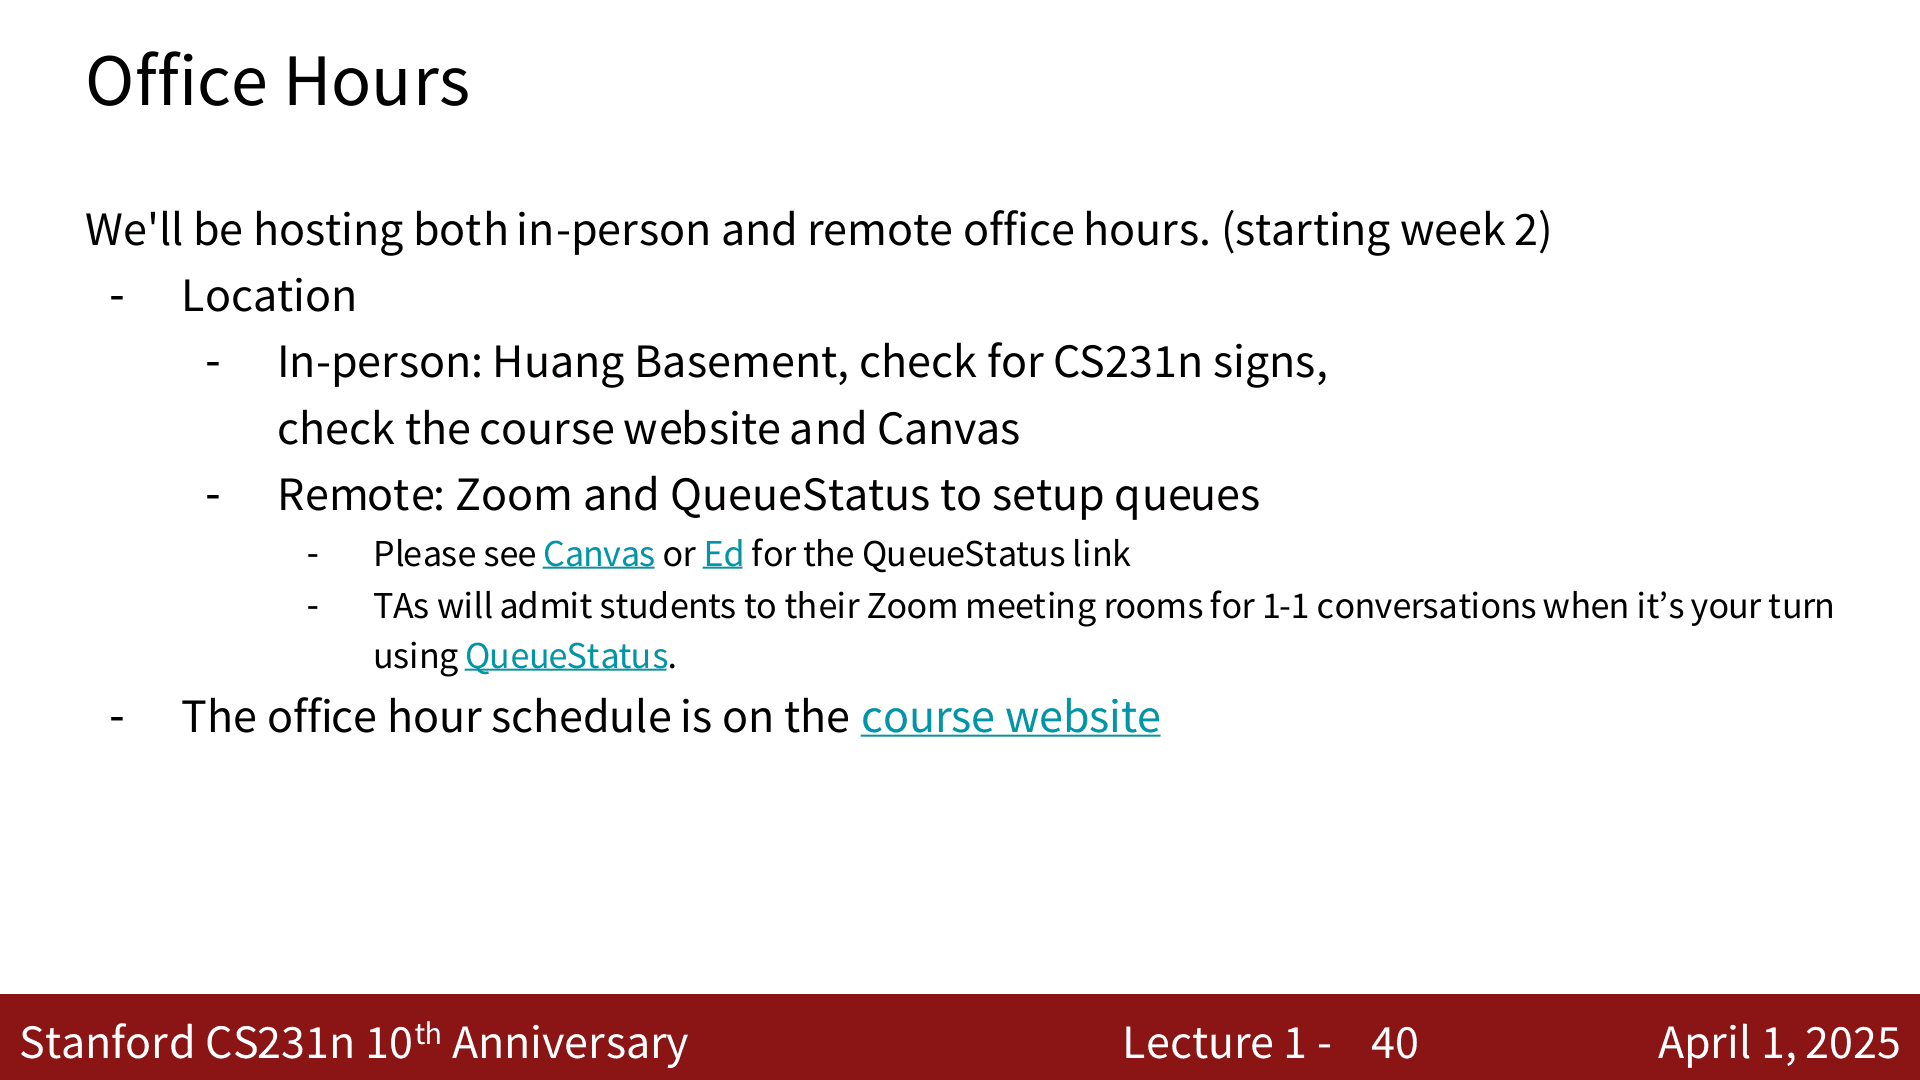 Office Hours
We'll be hosting both in-person and remote office hours. (starting week 2)
- Location
- In-person: Huang Basement, check for CS231n signs,
check the course website and Canvas
- Remote: Zoom and QueueStatus to setup queues
- Please see Canvas or Ed for the QueueStatus link
- TAs will admit students to their Zoom meeting rooms for 1-1 conversations when it’s your turn
using QueueStatus.
- The office hour schedule is on the course website
Stanford CS231n 10th Anniversary Lecture 1 - 40 April 1, 2025